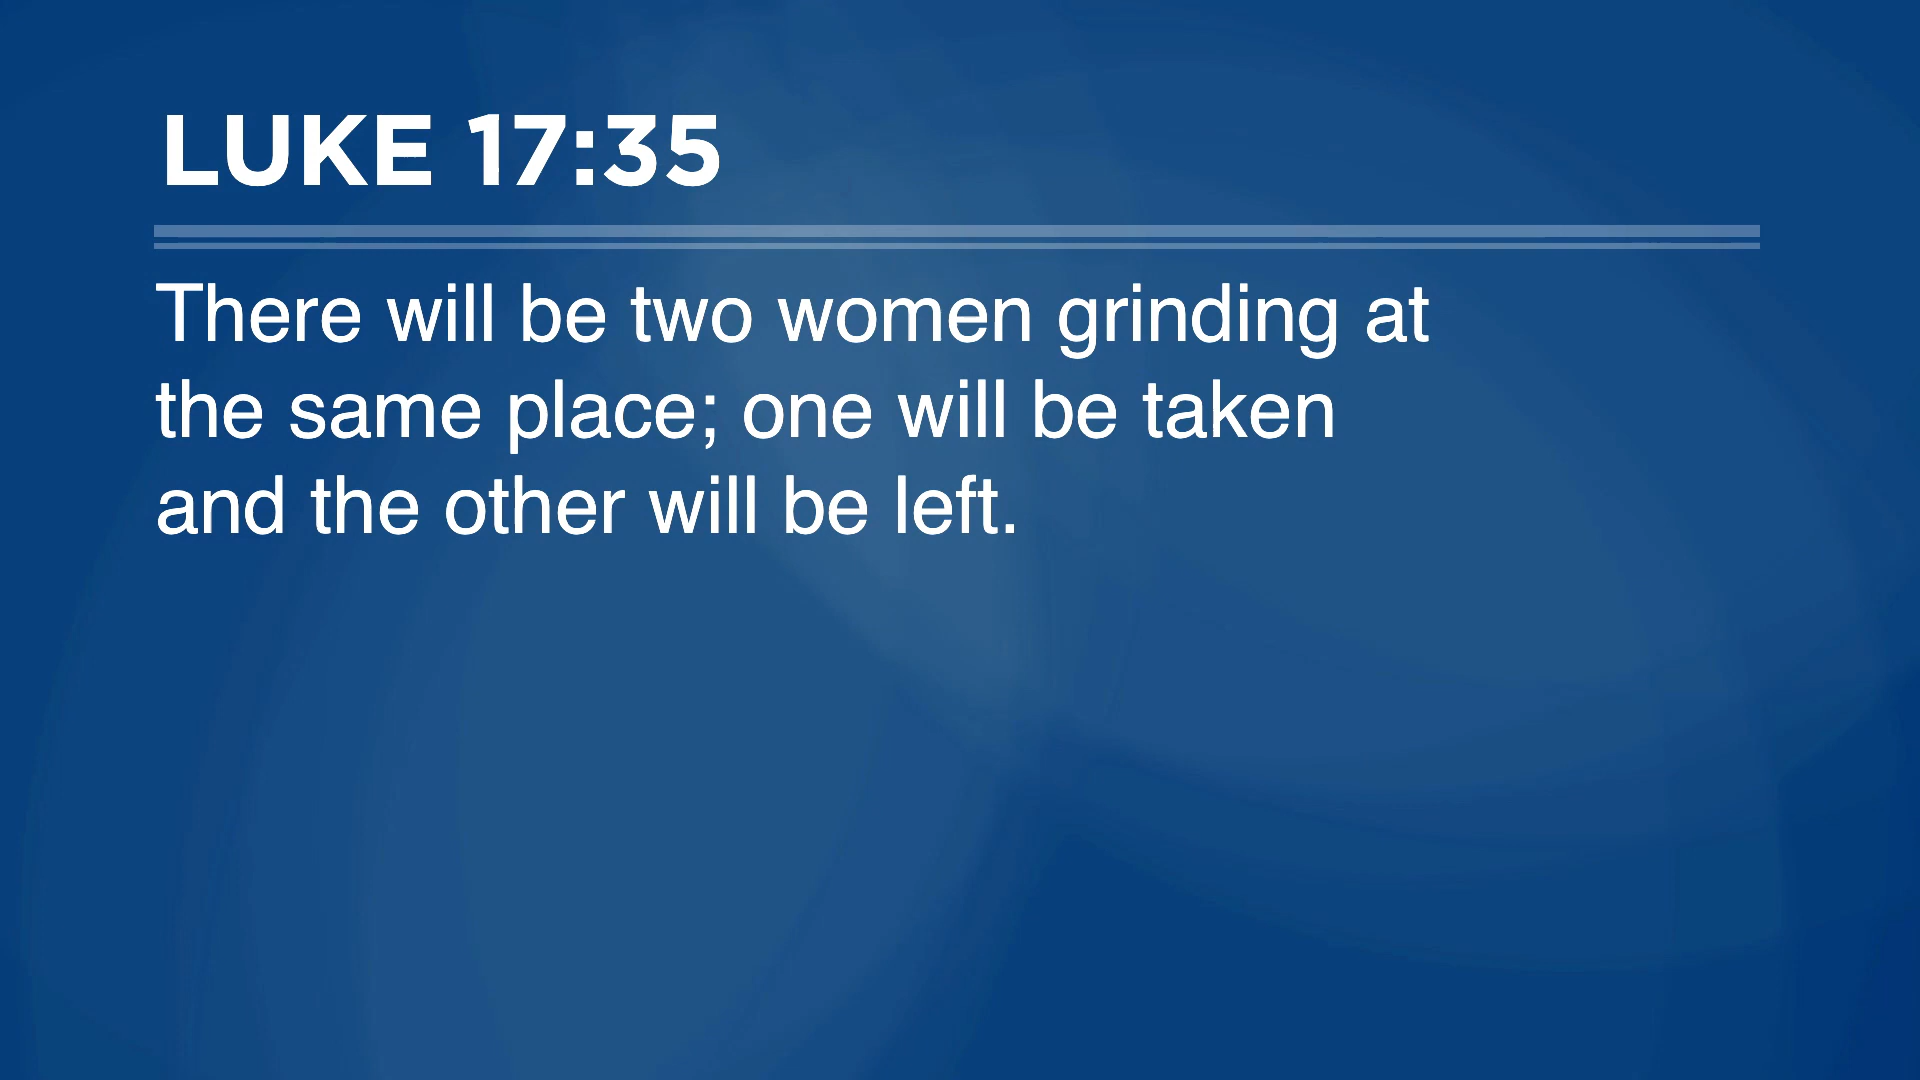 LUKE 17:35
There will be two women grinding at
the same place; one will be taken
and the other will be left.